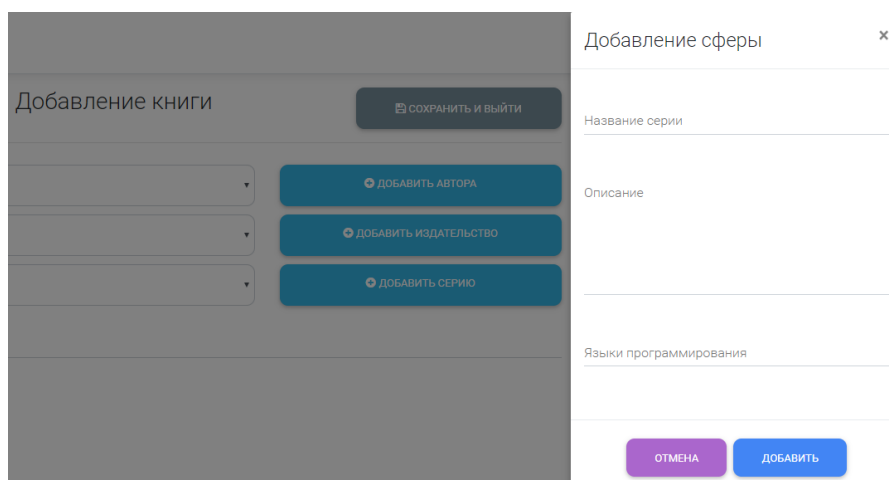 Добавление книги
СОХРАНИТЬ И ВЫЙТИ
ДОБАВИТЬ АВТОРА
ДОБАВИТЬ ИЗДАТЕЛЬСТВО
ДОБАВИТЬ СЕРИЮ
Добавление сферы ×
Название серии
Описание
Языки программирования
ОТМЕНА ДОБАВИТЬ